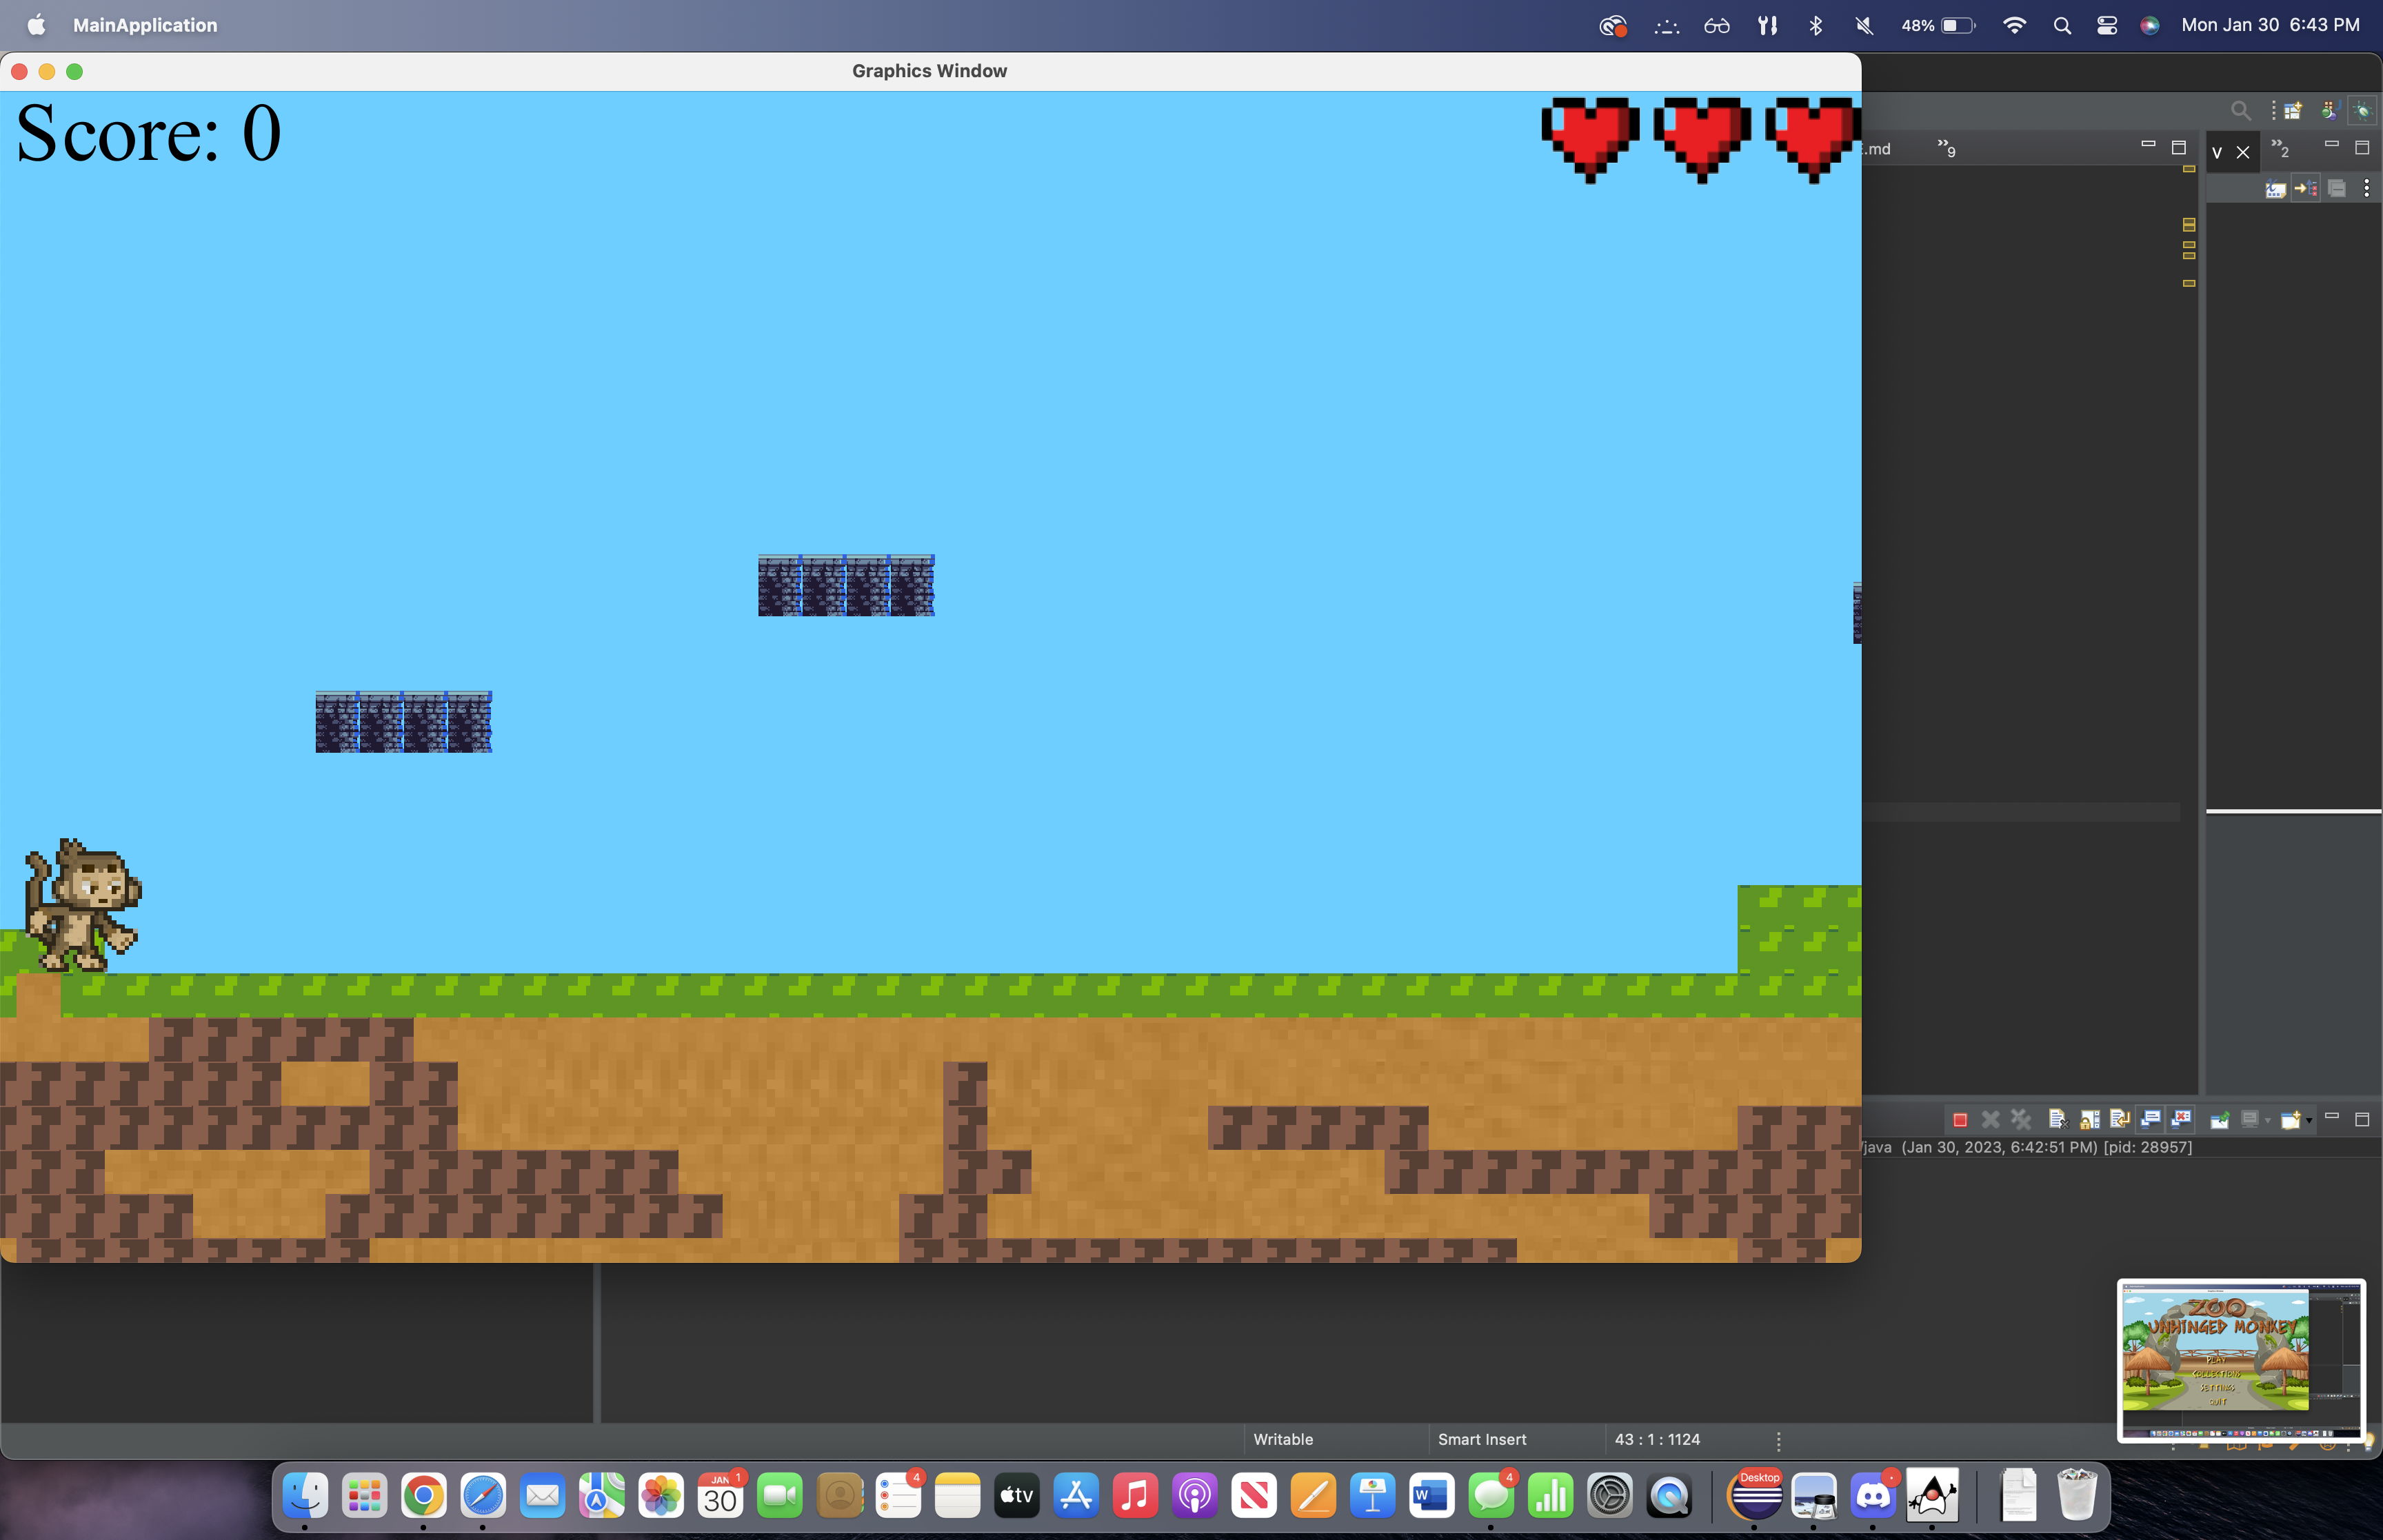 MainApplication
48%
Mon Jan 30 6:43 PM
Graphics Window
Score: 0
.md
9
V
2
java (Jan 30, 2023, 6:42:51 PM) [pid: 28957]
ZOO
UNHINGED MONKEY
PLAY
COLLECTIONS
SETTINGS
QUIT
Writable
Smart Insert
43 : 1 : 1124
JAN
30
1
4
tv
W
4
Desktop